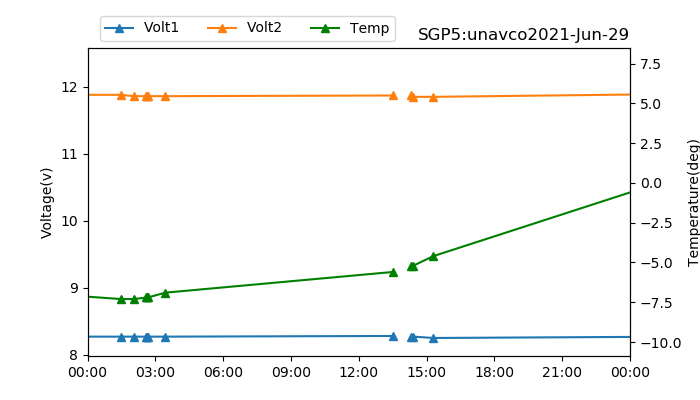 Volt1 Volt2 Temp
SGP5:unavco2021-Jun-29
12
11
10
9
8
Voltage(v)
7.5
5.0
2.5
0.0
−2.5
−5.0
−7.5
−10.0
Temperature(deg)
00:00 03:00 06:00 09:00 12:00 15:00 18:00 21:00 00:00